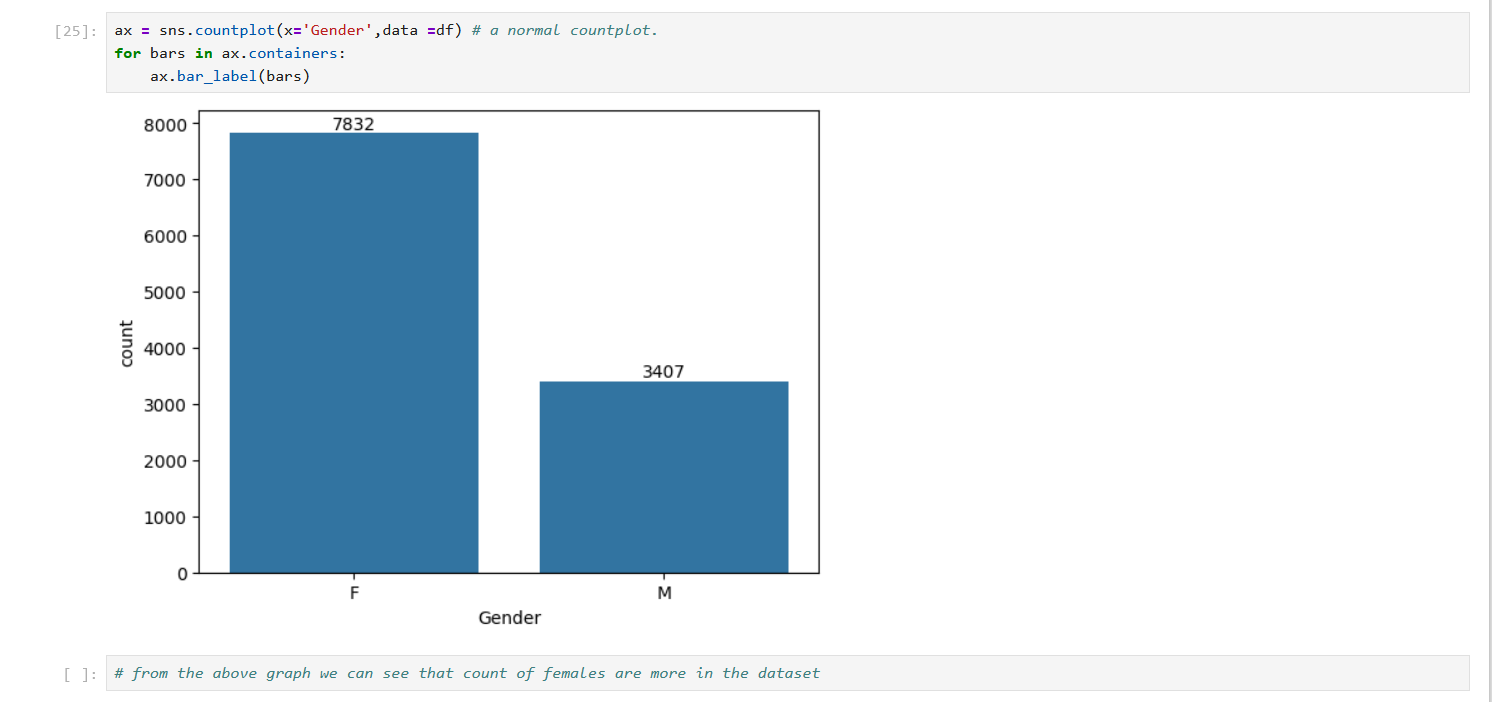 [25]: ax = sns.countplot(x='Gender',data =df) # a normal countplot.
for bars in ax.containers:
    ax.bar_label(bars)
8000
7832
7000
6000
5000
4000
3407
3000
2000
1000
0
count
F M
Gender
[ ]: # from the above graph we can see that count of females are more in the dataset